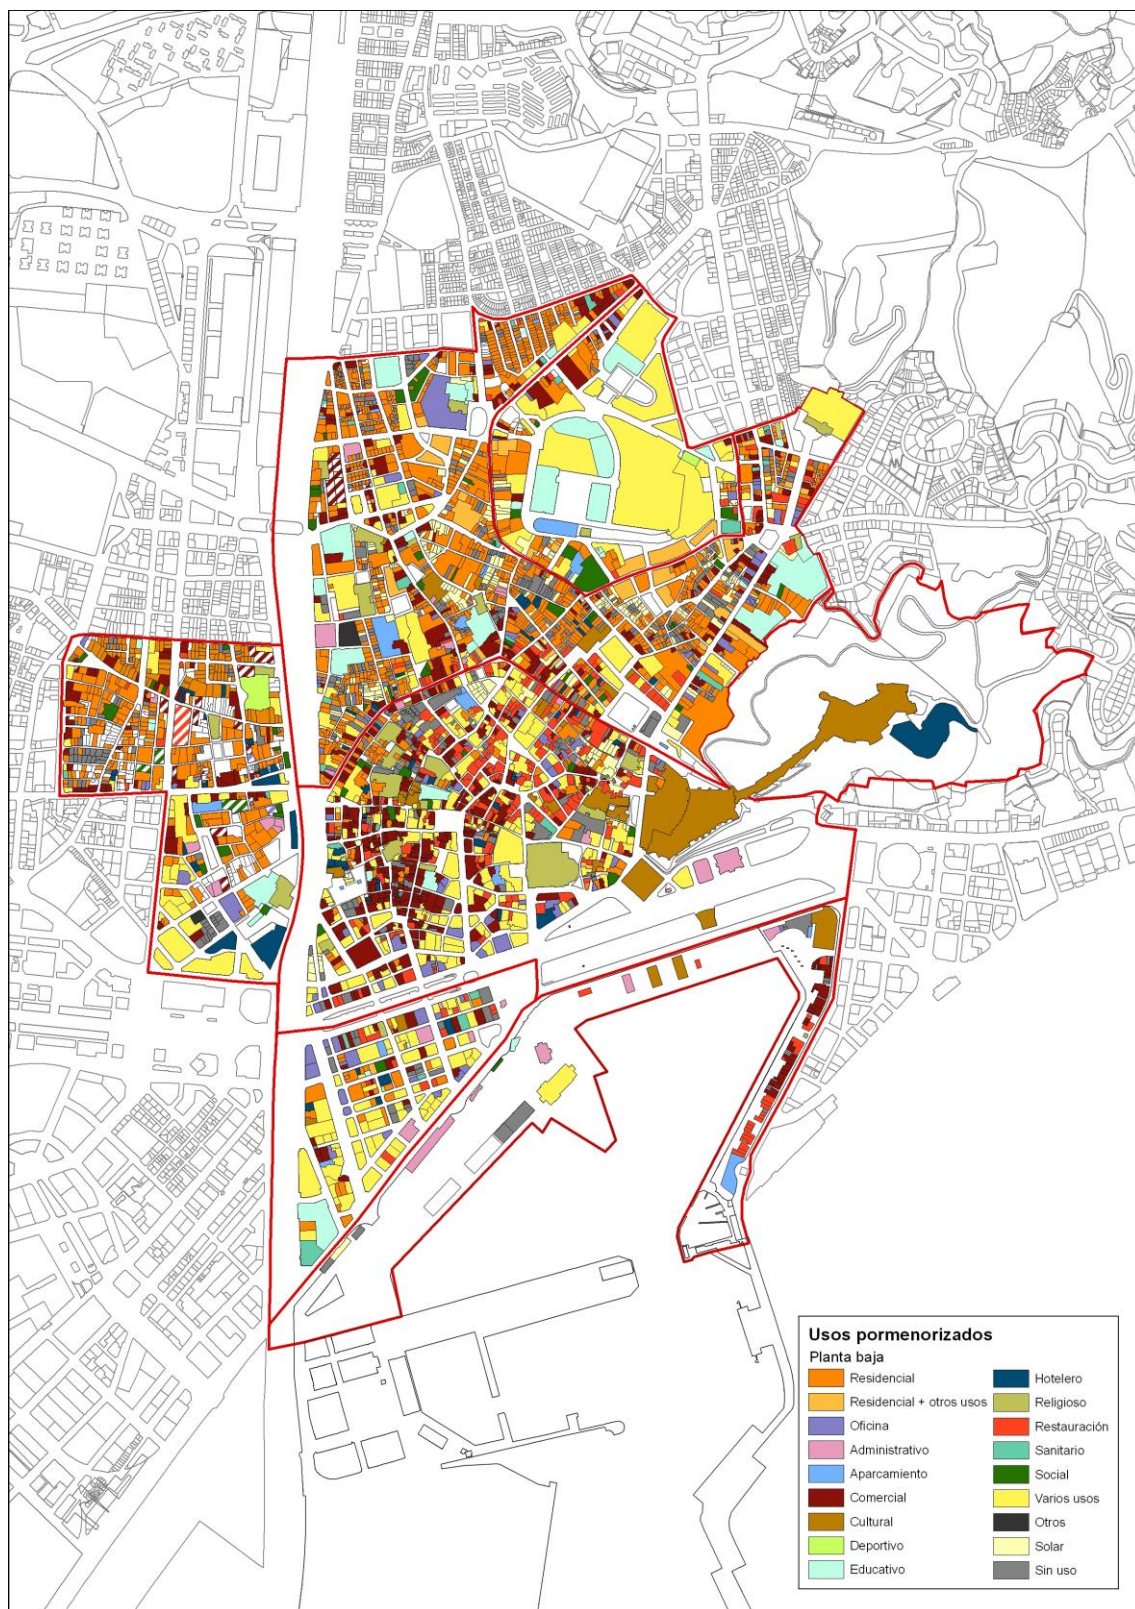 Usos pormenorizados
Planta baja
Residencial
Residencial + otros usos
Oficina
Administrativo
Aparcamiento
Comercial
Cultural
Deportivo
Educativo
Hotelero
Religioso
Restauración
Sanitario
Social
Varios usos
Otros
Solar
Sin uso